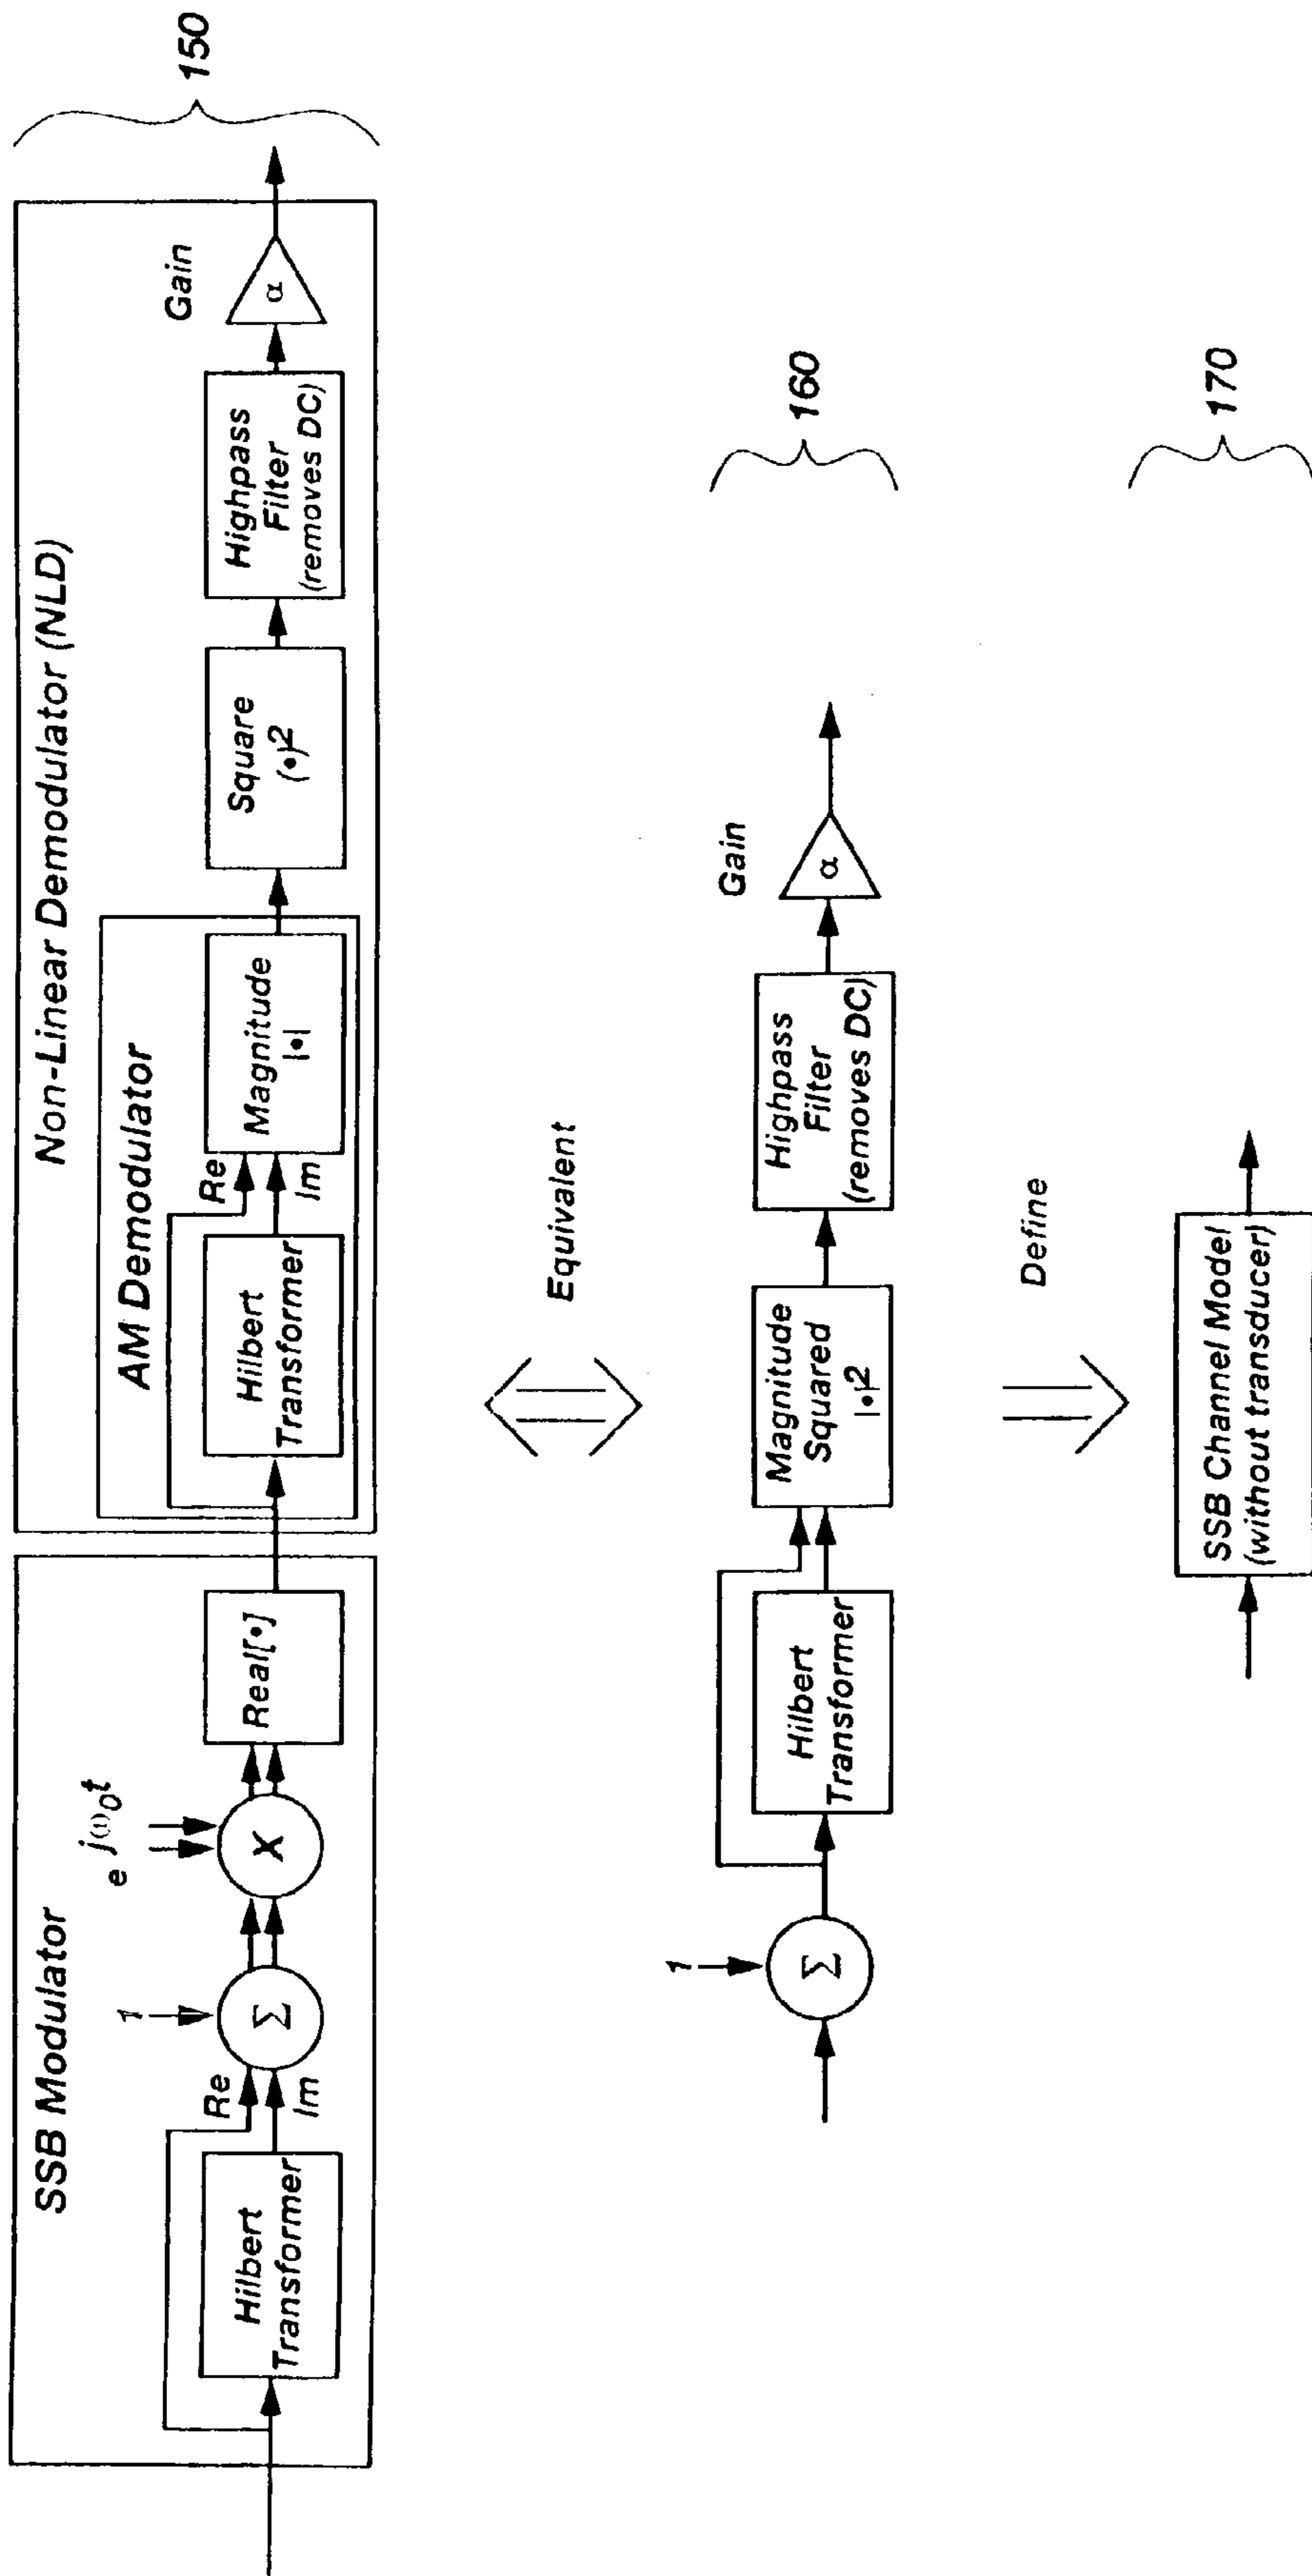 150
SSB Modulator
Hilbert
Transformer
Re
Im
1
Σ
e jω0t
X
Real[•]
Non-Linear Demodulator (NLD)
AM Demodulator
Hilbert
Transformer
Re
Im
Magnitude
|•|
Square
(•)2
Highpass
Filter
(removes DC)
Gain
α
Equivalent
160
1
Σ
Hilbert
Transformer
Magnitude
Squared
|•|2
Highpass
Filter
(removes DC)
Gain
α
Define
170
SSB Channel Model
(without transducer)